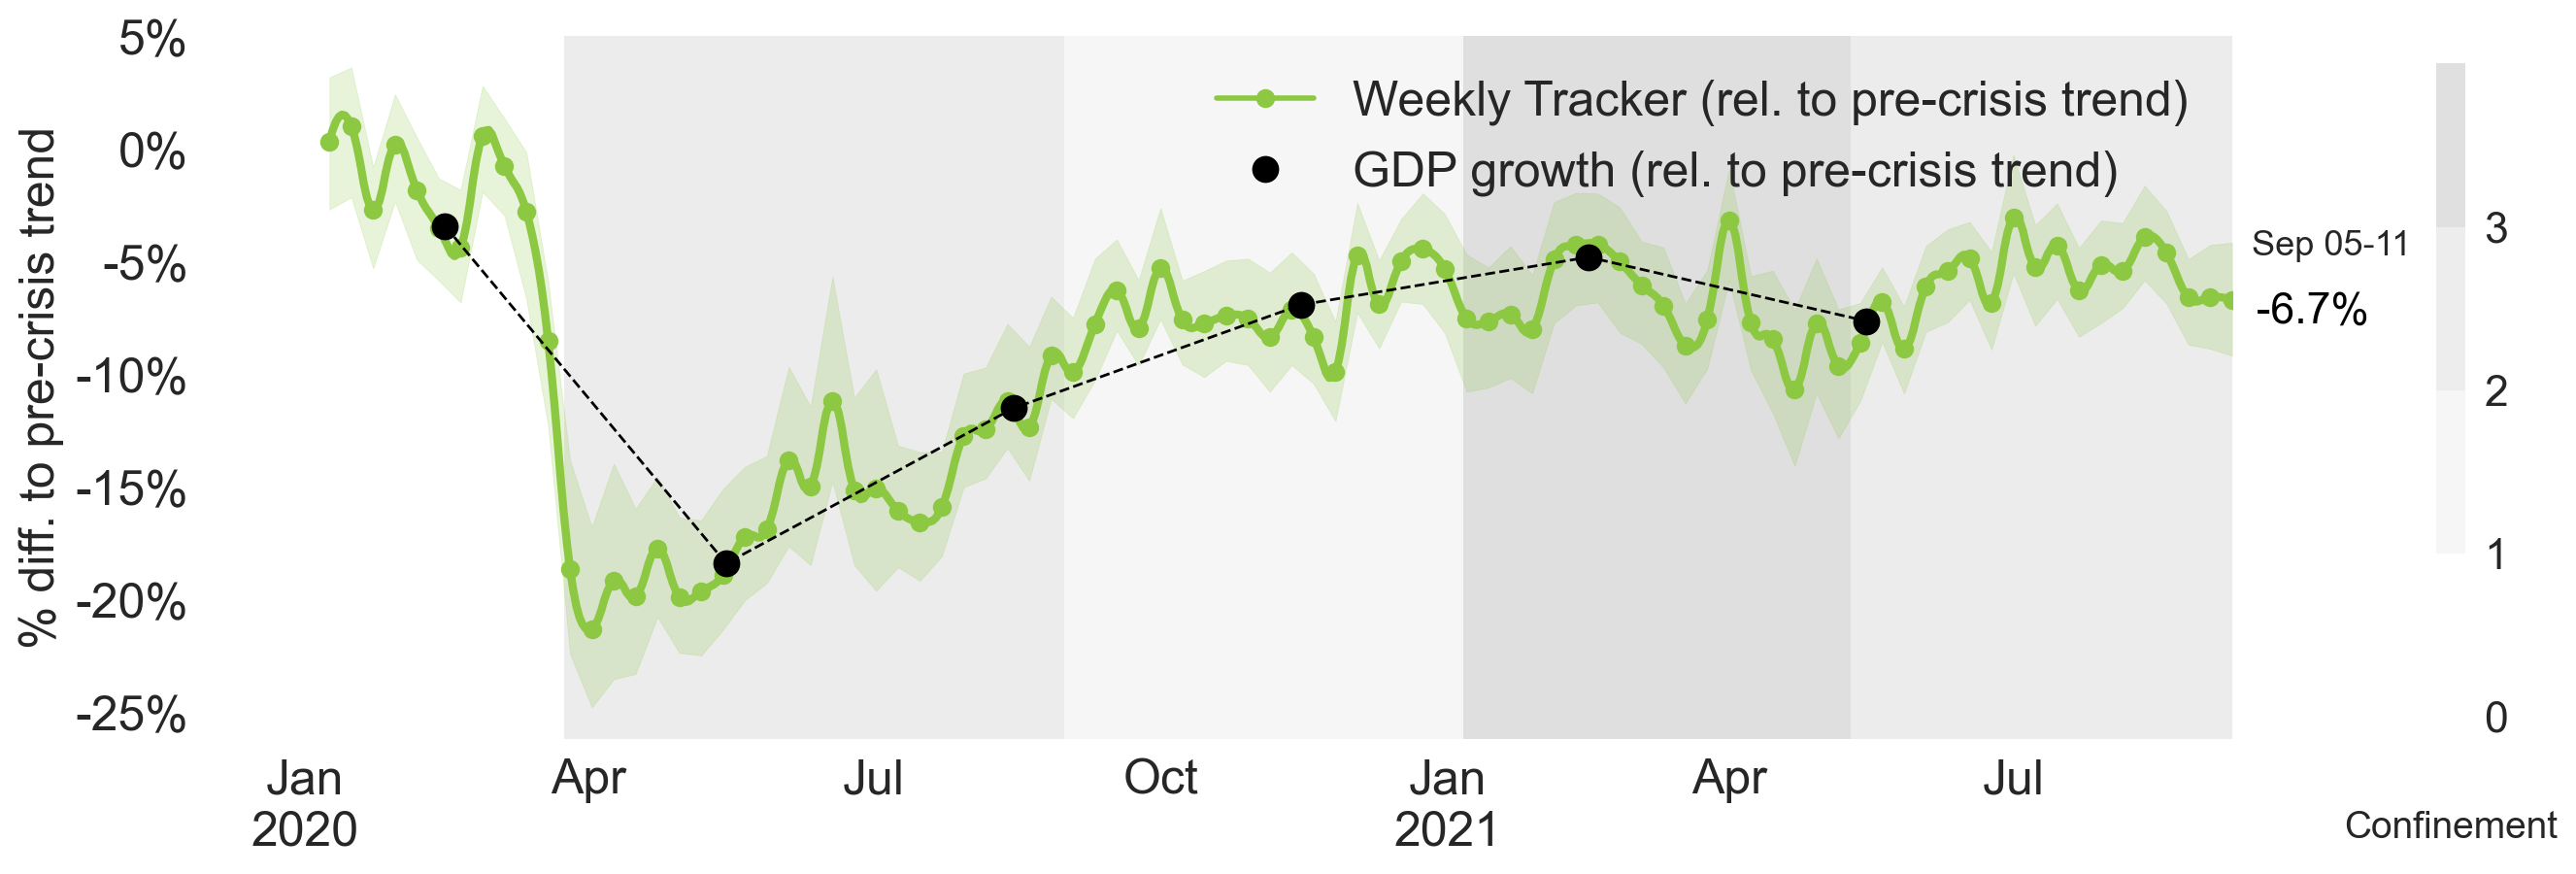 % diff. to pre-crisis trend
5%
0%
-5%
-10%
-15%
-20%
-25%
Weekly Tracker (rel. to pre-crisis trend)
GDP growth (rel. to pre-crisis trend)
Sep 05-11
-6.7%
3
2
1
0
Confinement
Jan Apr Jul Oct Jan Apr Jul
2020 2021